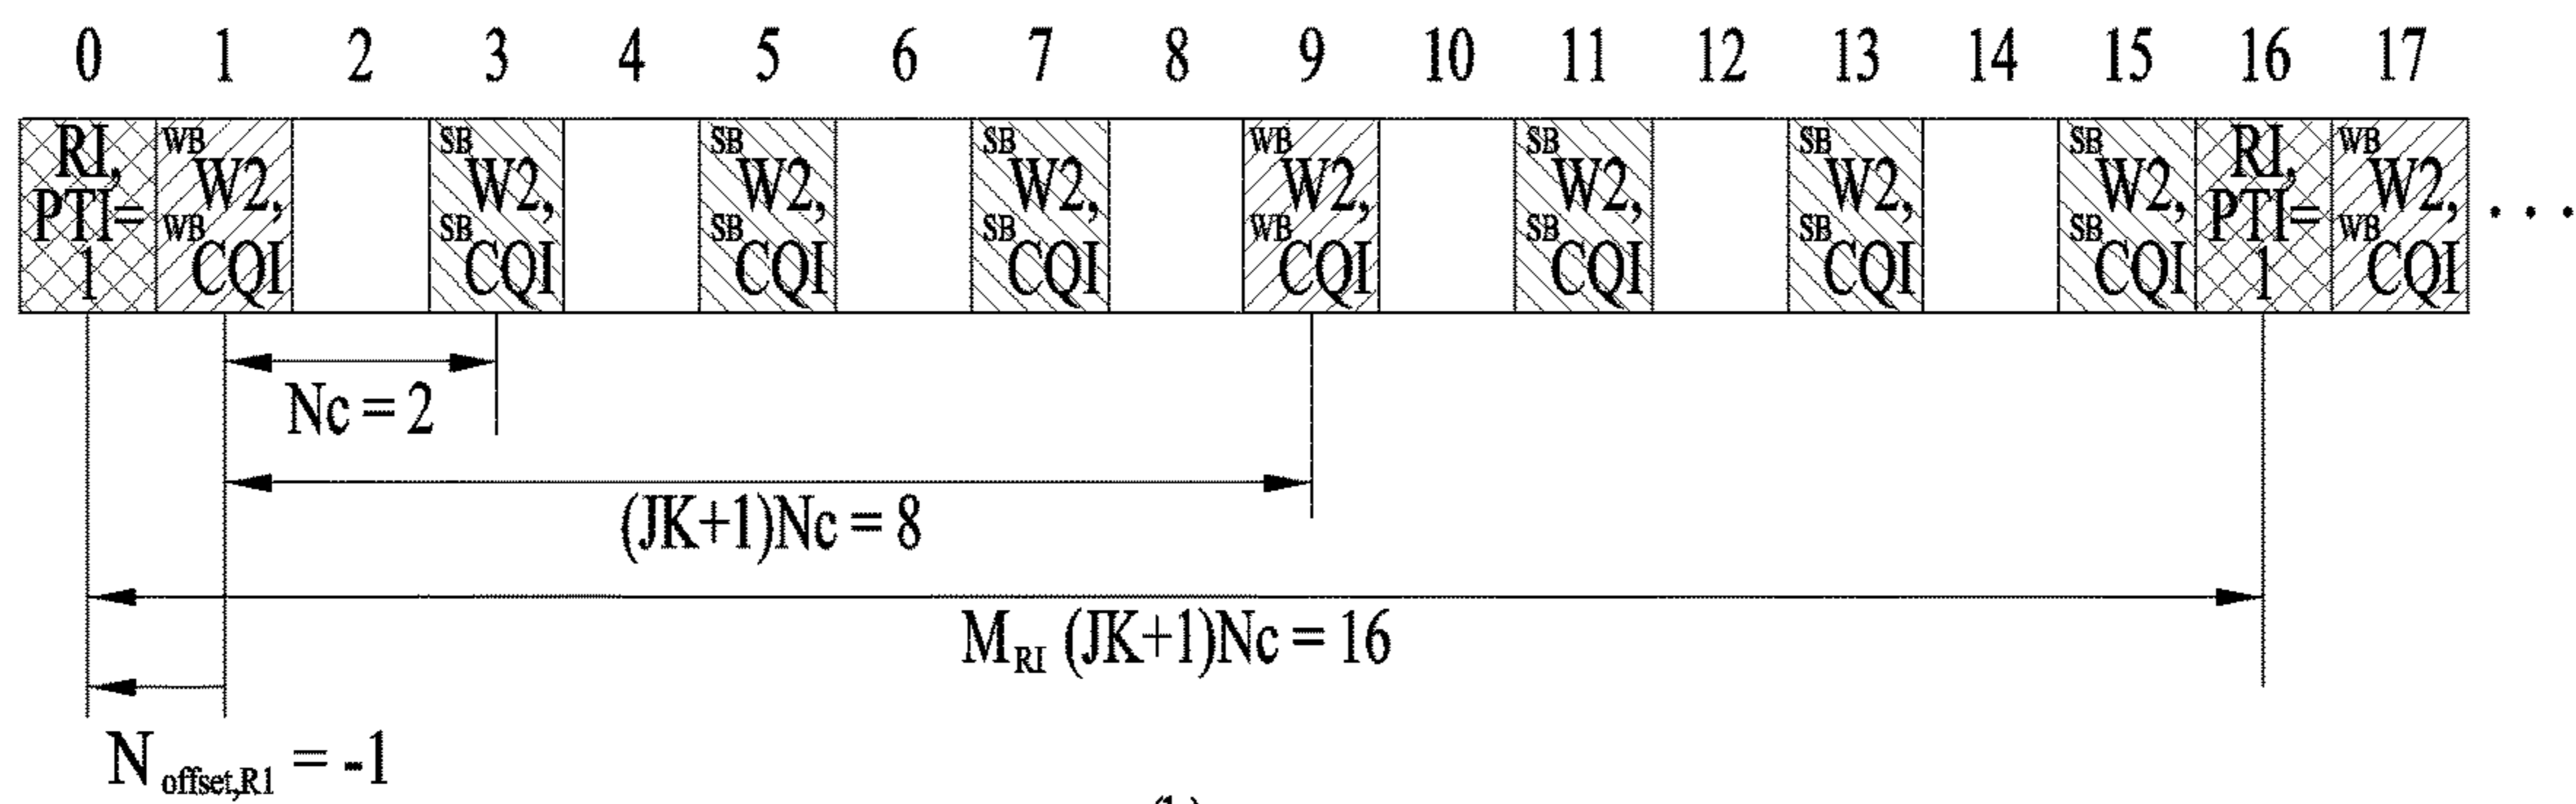 0 1 2 3 4 5 6 7 8 9 10 11 12 13 14 15 16 17
RI, PTI= 1
WB W2, WB CQI
SB W2, SB CQI
SB W2, SB CQI
SB W2, SB CQI
WB W2, WB CQI
SB W2, SB CQI
SB W2, SB CQI
SB W2, SB CQI
RI, PTI= 1
WB W2, WB CQI
...
Nc = 2
(JK+1)Nc = 8
MRI (JK+1)Nc = 16
Noffset,R1 = -1